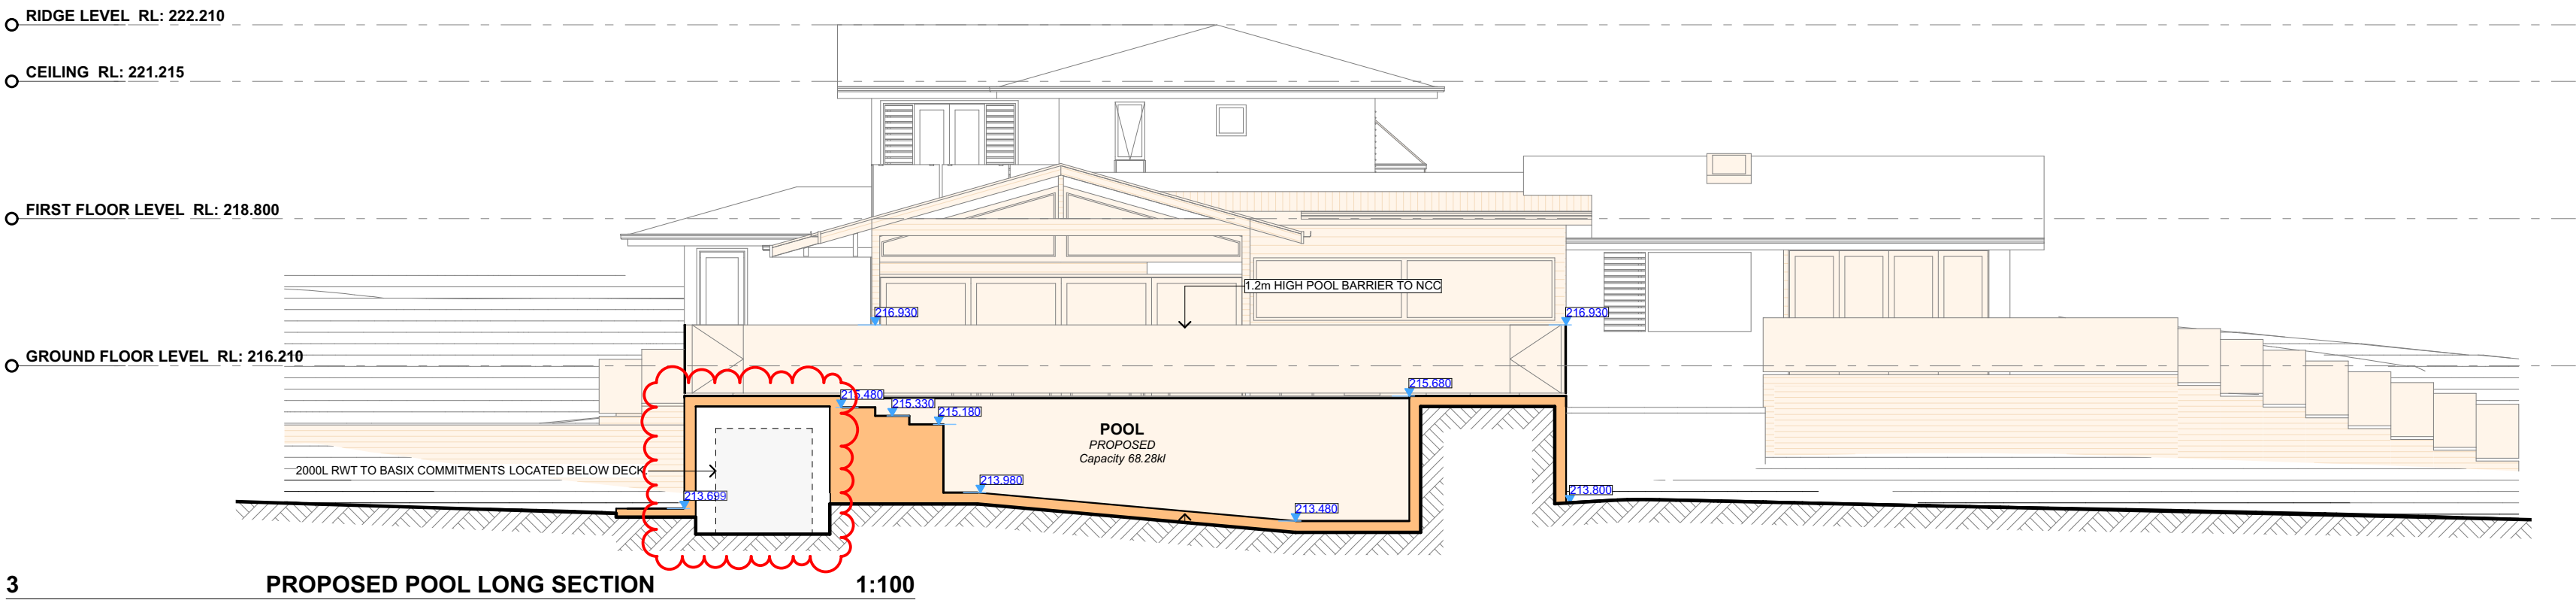 RIDGE LEVEL RL: 222.210
CEILING RL: 221.215
FIRST FLOOR LEVEL RL: 218.800
1.2m HIGH POOL BARRIER TO NCC
216.930
216.930
GROUND FLOOR LEVEL RL: 216.210
215.480
215.330
215.180
215.680
POOL
PROPOSED
Capacity 68.28kl
2000L RWT TO BASIX COMMITMENTS LOCATED BELOW DECK
213.980
213.699
213.800
213.480
3 PROPOSED POOL LONG SECTION 1:100